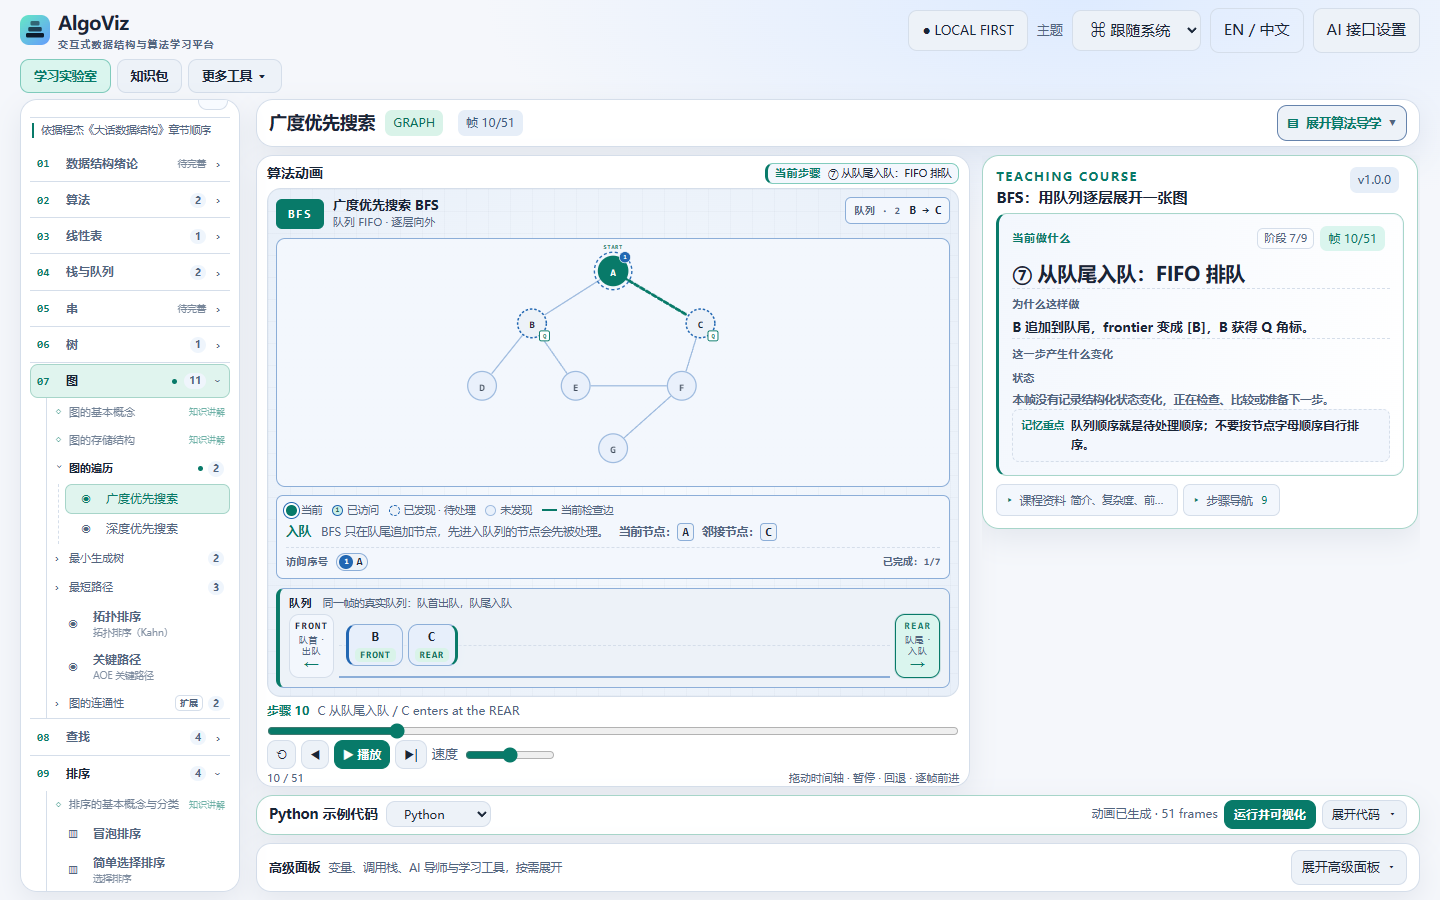 AlgoViz
交互式数据结构与算法学习平台
● LOCAL FIRST
主题
⌘ 跟随系统
EN / 中文
AI 接口设置
学习实验室
知识包
更多工具
依据程杰《大话数据结构》章节顺序
01 数据结构绪论 待完善
02 算法 2
03 线性表 1
04 栈与队列 2
05 串 待完善
06 树 1
07 图 11
图的基本概念 知识讲解
图的存储结构 知识讲解
图的遍历 2
广度优先搜索
深度优先搜索
最小生成树 2
最短路径 3
拓扑排序
拓扑排序（Kahn）
关键路径
AOE 关键路径
图的连通性 扩展 2
08 查找 4
09 排序 4
排序的基本概念与分类 知识讲解
冒泡排序
简单选择排序
选择排序
广度优先搜索 GRAPH 帧 10/51
展开算法导学
算法动画
当前步骤 ⑦ 从队尾入队：FIFO 排队
BFS
广度优先搜索 BFS
队列 FIFO · 逐层向外
队列 · 2 B → C
START
1
A
B
Q
C
Q
D
E
F
G
当前 1 已访问 已发现 · 待处理 未发现 当前检查边
入队 BFS 只在队尾追加节点，先进入队列的节点会先被处理。 当前节点： A 邻接节点： C
访问序号 1 A
已完成：1/7
队列 同一帧的真实队列：队首出队，队尾入队
FRONT
队首 ·
出队
←
B
FRONT
C
REAR
REAR
队尾 ·
入队
→
步骤 10 C 从队尾入队 / C enters at the REAR
播放
速度
10 / 51
拖动时间轴 · 暂停 · 回退 · 逐帧前进
TEACHING COURSE
v1.0.0
BFS：用队列逐层展开一张图
当前做什么
阶段 7/9
帧 10/51
⑦ 从队尾入队：FIFO 排队
为什么这样做
B 追加到队尾，frontier 变成 [B]，B 获得 Q 角标。
这一步产生什么变化
状态
本帧没有记录结构化状态变化，正在检查、比较或准备下一步。
记忆重点 队列顺序就是待处理顺序；不要按节点字母顺序自行排
序。
课程资料 简介、复杂度、前...
步骤导航 9
Python 示例代码
Python
动画已生成 · 51 frames
运行并可视化
展开代码
高级面板 变量、调用栈、AI 导师与学习工具，按需展开
展开高级面板